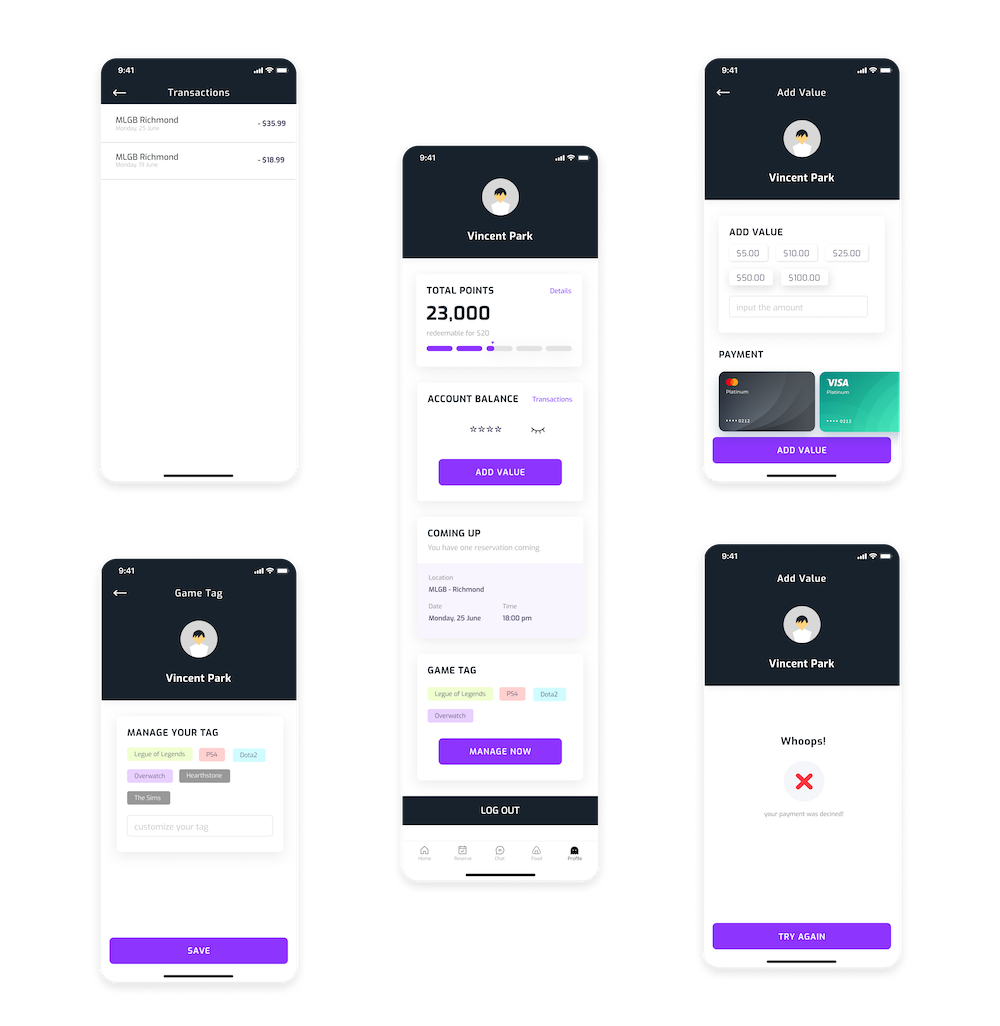 9:41
Transactions
MLGB Richmond
Monday, 25 June
- $35.99
MLGB Richmond
Monday, 19 June
- $18.99
9:41
Game Tag
Vincent Park
MANAGE YOUR TAG
Legue of Legends PS4 Dota2
Overwatch Hearthstone
The Sims
customize your tag
SAVE
9:41
Vincent Park
TOTAL POINTS Details
23,000
redeemable for $20
ACCOUNT BALANCE Transactions
ADD VALUE
COMING UP
You have one reservation coming
Location
MLGB - Richmond
Date Time
Monday, 25 June 18:00 pm
GAME TAG
Legue of Legends PS4 Dota2
Overwatch
MANAGE NOW
LOG OUT
Home Reserve Chat Food Profile
9:41
Add Value
Vincent Park
ADD VALUE
$5.00 $10.00 $25.00
$50.00 $100.00
input the amount
PAYMENT
VISA
Platinum Platinum
•••• 0212 •••• 0212
ADD VALUE
9:41
Add Value
Vincent Park
Whoops!
your payment was decined!
TRY AGAIN